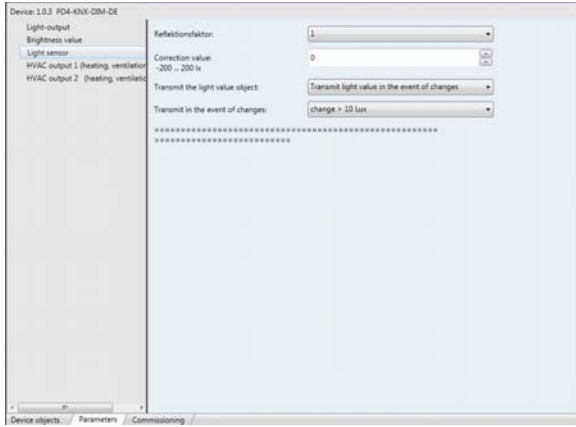 Device: 1.0.3 PD4-KNX-DIM-DE
Light-output
Brightness value
Light sensor
HVAC output 1 (heating, ventilation
HVAC output 2 (heating, ventilatio
Reflektionsfaktor:
1
Correction value:
-200 ... 200 lx
0
Transmit the light value object:
Transmit light value in the event of changes
Transmit in the event of changes:
change > 10 Lux
Device objects
Parameters
Commissioning